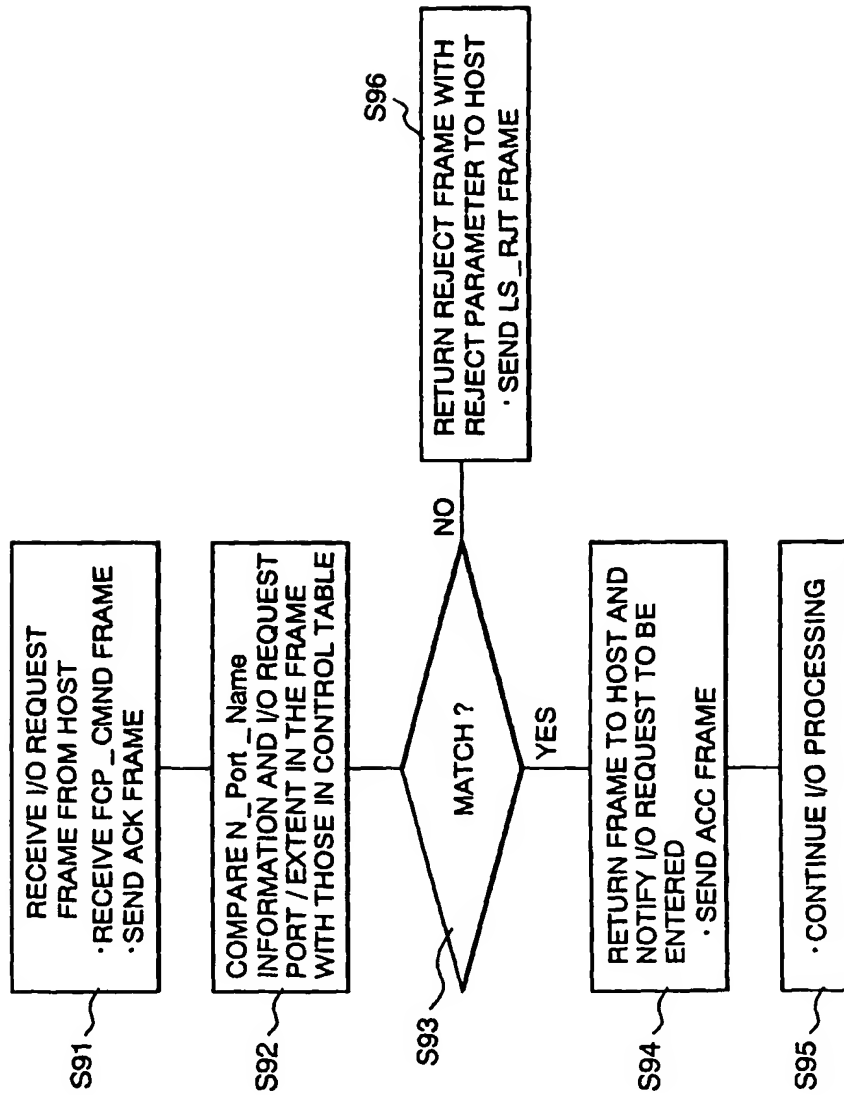 S91
RECEIVE I/O REQUEST
FRAME FROM HOST
·RECEIVE FCP_CMND FRAME
·SEND ACK FRAME
S92
COMPARE N_Port_Name
INFORMATION AND I/O REQUEST
PORT / EXTENT IN THE FRAME
WITH THOSE IN CONTROL TABLE
S93
MATCH ?
NO
S96
RETURN REJECT FRAME WITH
REJECT PARAMETER TO HOST
· SEND LS_RJT FRAME
YES
S94
RETURN FRAME TO HOST AND
NOTIFY I/O REQUEST TO BE
ENTERED
· SEND ACC FRAME
S95
· CONTINUE I/O PROCESSING